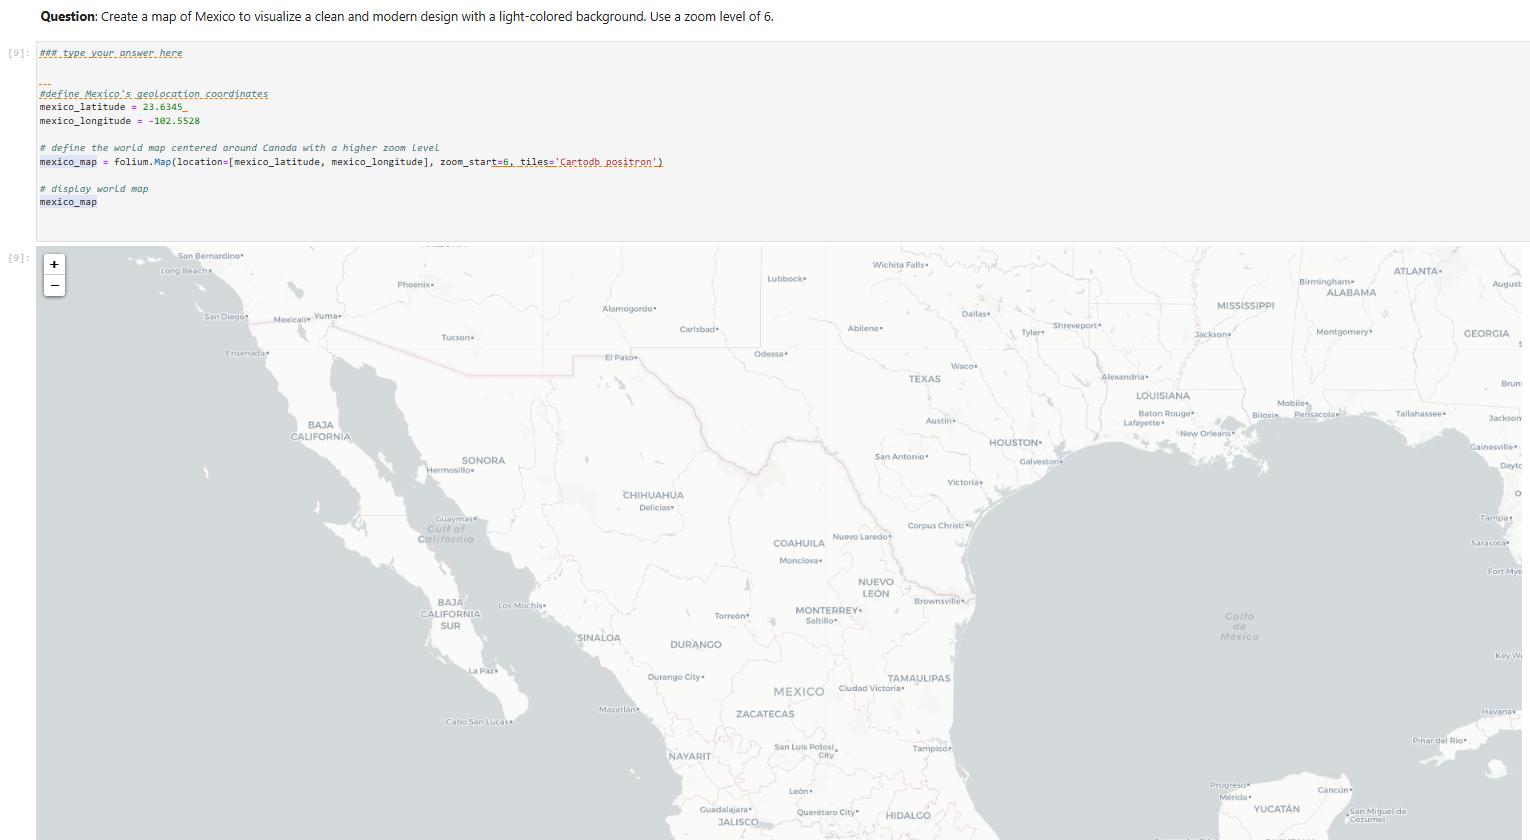 Question: Create a map of Mexico to visualize a clean and modern design with a light-colored background. Use a zoom level of 6.
[9]:
### type your answer here
#define Mexico's geolocation coordinates
mexico_latitude = 23.6345_
mexico_longitude = -102.5528
# define the world map centered around Canada with a higher zoom level
mexico_map = folium.Map(location=[mexico_latitude, mexico_longitude], zoom_start=6, tiles='Cartodb positron')
# display world map
mexico_map
[9]:
+
−
San Bernardino
Long Beach
Phoenix
Lubbock
Wichita Falls
Birmingham
ATLANTA
August
ALABAMA
San Diego
Mexicali
Yuma
Alamogordo
Carlsbad
Abilene
Dallas
Tyler
Shreveport
MISSISSIPPI
Jackson
Montgomery
GEORGIA
S
Tucson
Ensenada
El Paso
Odessa
Waco
TEXAS
Alexandria
LOUISIANA
Brun
Baton Rouge
Lafayette
Mobile
Biloxi
Pensacola
Tallahassee
Jackson
BAJA
CALIFORNIA
Austin
New Orleans
HOUSTON
Galveston
Gainesville
Dayto
SONORA
Hermosillo
San Antonio
Victoria
CHIHUAHUA
Delicias
O
Guaymas
Gulf of
California
Corpus Christi
Tampa
COAHUILA
Nuevo Laredo
Monclova
Sarasota
Fort Mye
NUEVO
LEÓN
BAJA
CALIFORNIA
SUR
Los Mochis
Torreón
MONTERREY
Saltillo
Brownsville
Golfo
de
México
SINALOA
DURANGO
Key We
La Paz
Durango City
TAMAULIPAS
MEXICO
Ciudad Victoria
Cabo San Lucas
Mazatlán
ZACATECAS
Havana
Pinar del Rio
NAYARIT
San Luis Potosí
City
Tampico
León
Progreso
Mérida
Cancún
Guadalajara
JALISCO
Querétaro City
HIDALGO
YUCATÁN
San Miguel de
Cozumel